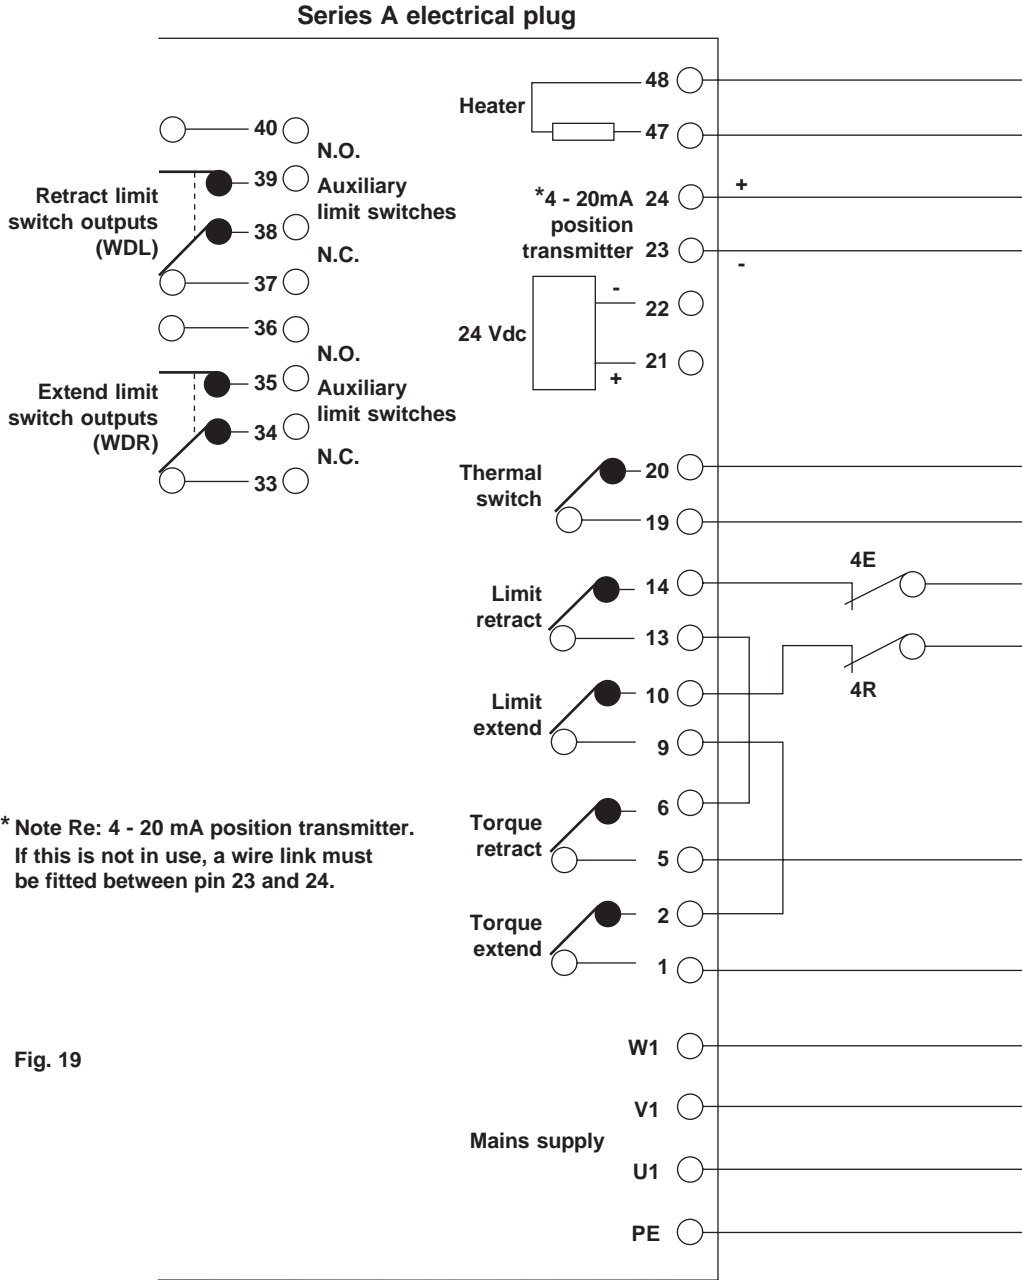 Series A electrical plug
40
N.O.
Retract limit
switch outputs
(WDL)
39
Auxiliary
limit switches
38
N.C.
37
36
N.O.
Extend limit
switch outputs
(WDR)
35
Auxiliary
limit switches
34
N.C.
33
Heater
48
47
*4 - 20mA
position
transmitter
24
+
23
-
24 Vdc
-
22
+
21
Thermal
switch
20
19
Limit
retract
14
4E
13
Limit
extend
10
4R
9
Torque
retract
6
5
Torque
extend
2
1
* Note Re: 4 - 20 mA position transmitter.
If this is not in use, a wire link must
be fitted between pin 23 and 24.
Fig. 19
Mains supply
W1
V1
U1
PE